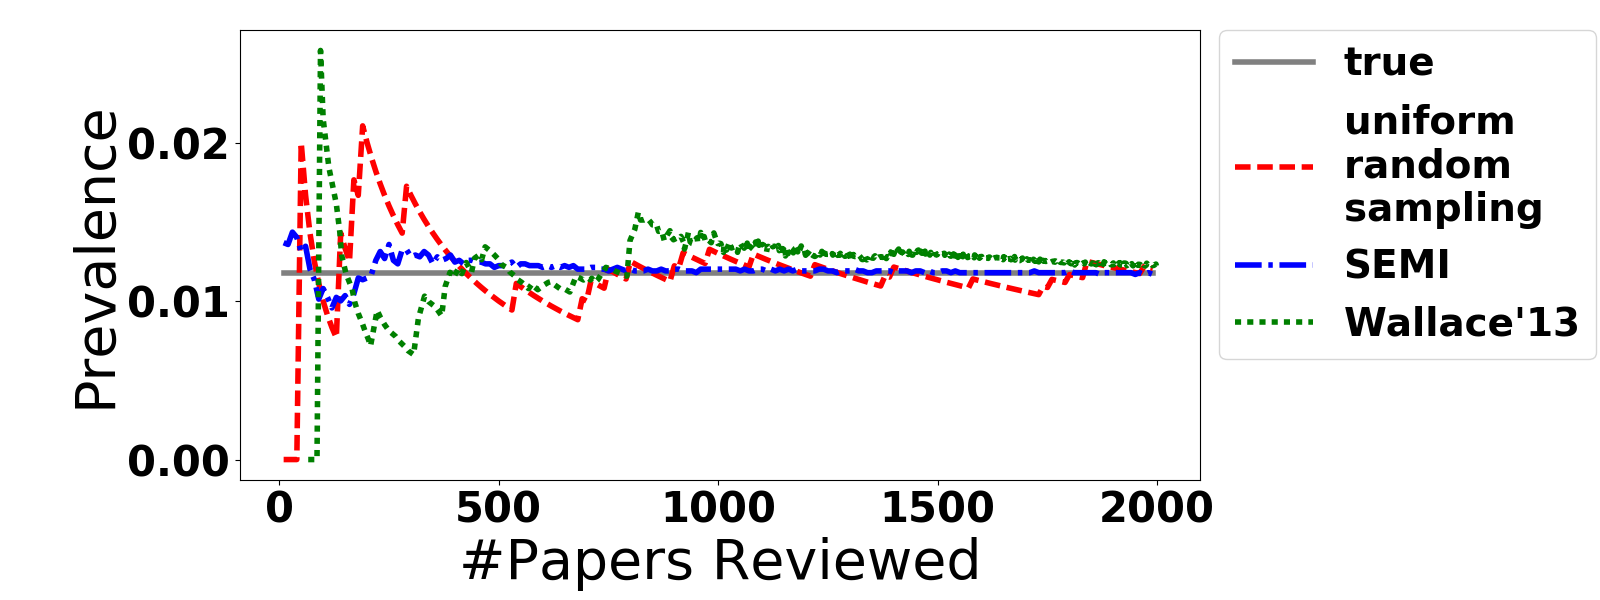 Prevalence
0.02
0.01
0.00
0
500
1000
1500
2000
#Papers Reviewed
true
uniform
random
sampling
SEMI
Wallace'13